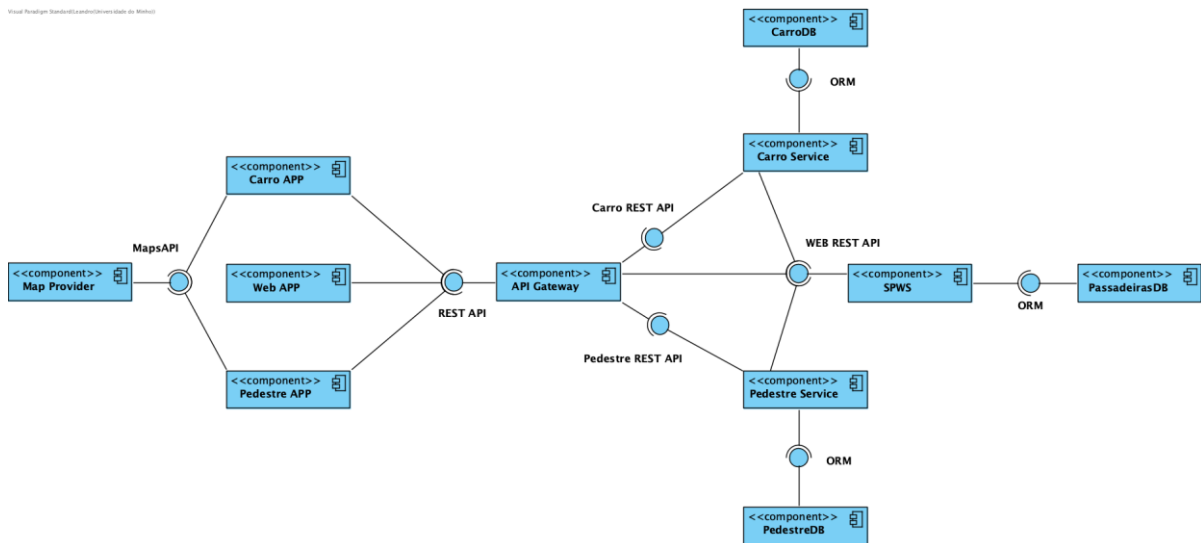 Visual Paradigm Standard(Leandro(Universidade do Minho))
<<component>>
CarroDB
ORM
<<component>>
Carro Service
<<component>>
Carro APP
Carro REST API
MapsAPI
WEB REST API
<<component>>
Map Provider
<<component>>
Web APP
REST API
<<component>>
API Gateway
<<component>>
SPWS
ORM
<<component>>
PassadeirasDB
Pedestre REST API
<<component>>
Pedestre APP
<<component>>
Pedestre Service
ORM
<<component>>
PedestreDB